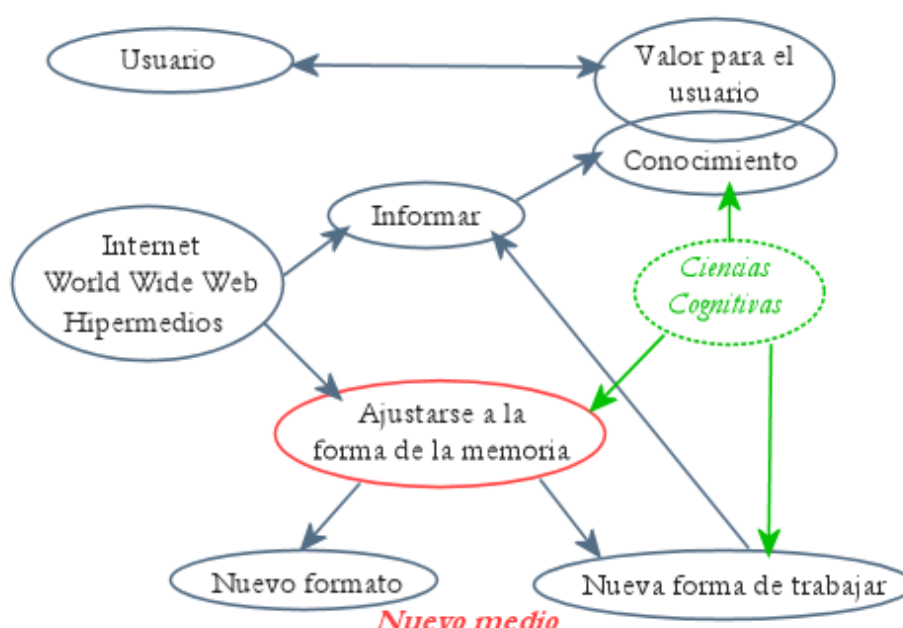 Usuario
Valor para el
usuario
Conocimiento
Informar
Internet
World Wide Web
Hipermedios
Ciencias
Cognitivas
Ajustarse a la
forma de la memoria
Nuevo formato
Nueva forma de trabajar
Nuevo medio